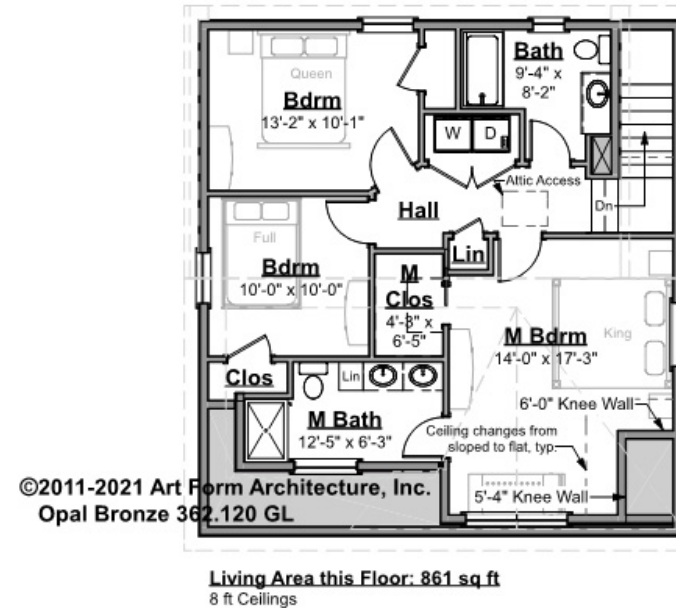 Queen
Bdrm
13'-2" x 10'-1"
Bath
9'-4" x
8'-2"
W
D
Attic Access
Hall
Dn
Lin
Full
Bdrm
10'-0" x 10'-0"
M
Clos
4'-3" x
6'-5"
M Bdrm
14'-0" x 17'-3"
King
Clos
Lin
M Bath
12'-5" x 6'-3"
6'-0" Knee Wall
Ceiling changes from
sloped to flat, typ.
5'-4" Knee Wall
©2011-2021 Art Form Architecture, Inc.
Opal Bronze 362.120 GL
Living Area this Floor: 861 sq ft
8 ft Ceilings